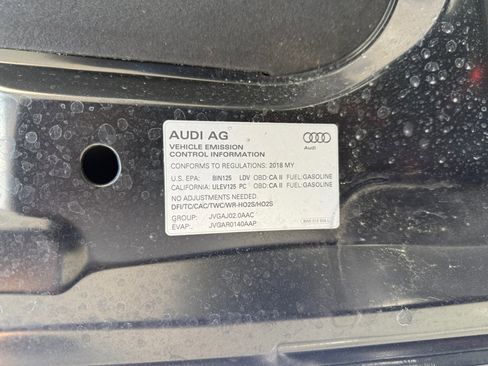 AUDI AG
VEHICLE EMISSION
CONTROL INFORMATION
Audi
CONFORMS TO REGULATIONS: 2018 MY
U.S. EPA: BIN125 LDV OBD:CA II FUEL:GASOLINE
CALIFORNIA: ULEV125 PC OBD:CA II FUEL:GASOLINE
NO ADJUSTMENTS NEEDED.
DFI/TC/CAC/TWC/WR-HO2S/HO2S
GROUP: JVGAJ02.0AAC
EVAP: JVGAR0140AAP